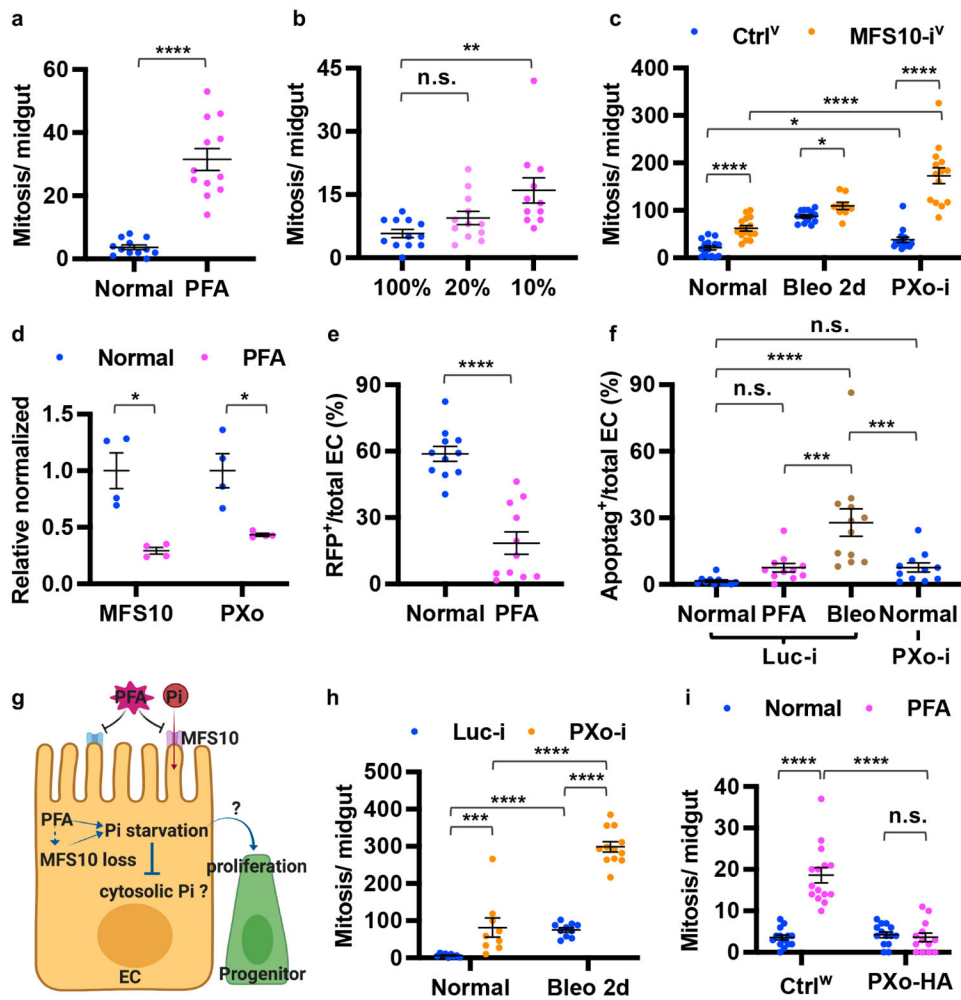 a
Mitosis/ midgut
60
40
20
0
****
Normal PFA
b
Mitosis/ midgut
45
30
15
0
**
n.s.
100% 20% 10%
c
Ctrlᵛ MFS10-iᵛ
Mitosis/ midgut
400
300
200
100
0
****
****
*
*
****
Normal Bleo 2d PXo-i
d
Normal PFA
Relative normalized
1.5
1.0
0.5
0.0
* *
MFS10 PXo
e
RFP⁺/total EC (%)
90
60
30
0
****
Normal PFA
f
Apoptag⁺/total EC (%)
90
60
30
0
n.s.
****
n.s.
***
***
Normal PFA Bleo Normal
Luc-i PXo-i
g
PFA Pi
MFS10
PFA
Pi starvation
?
MFS10 loss
proliferation
cytosolic Pi ?
EC
Progenitor
h
Luc-i PXo-i
Mitosis/ midgut
500
400
300
200
100
0
****
****
****
***
Normal Bleo 2d
i
Normal PFA
Mitosis/ midgut
40
30
20
10
0
**** ****
n.s.
Ctrlᵂ PXo-HA